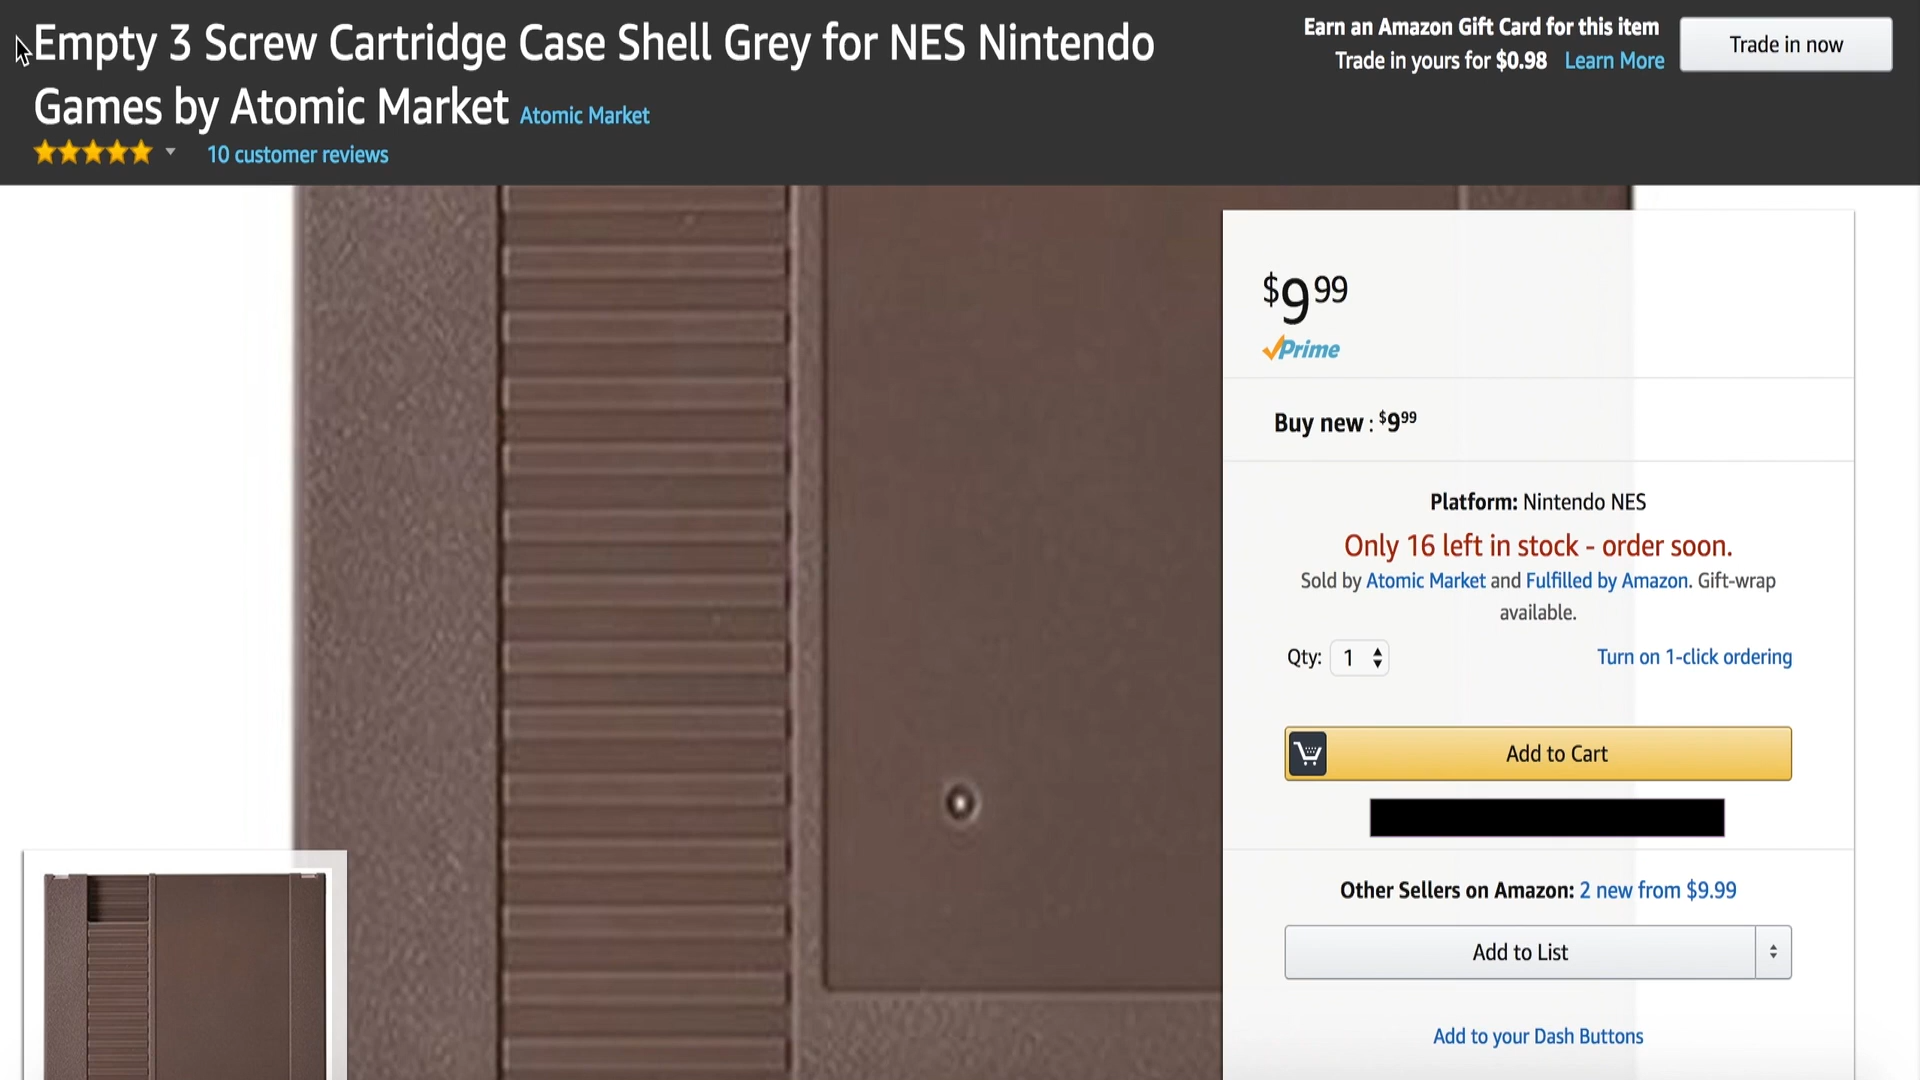 Empty 3 Screw Cartridge Case Shell Grey for NES Nintendo
Games by Atomic Market Atomic Market
10 customer reviews
Earn an Amazon Gift Card for this item
Trade in yours for $0.98 Learn More
Trade in now
$9 99
Prime
Buy new : $9 99
Platform: Nintendo NES
Only 16 left in stock - order soon.
Sold by Atomic Market and Fulfilled by Amazon. Gift-wrap
available.
Qty: 1
Turn on 1-click ordering
Add to Cart
Other Sellers on Amazon: 2 new from $9.99
Add to List
Add to your Dash Buttons